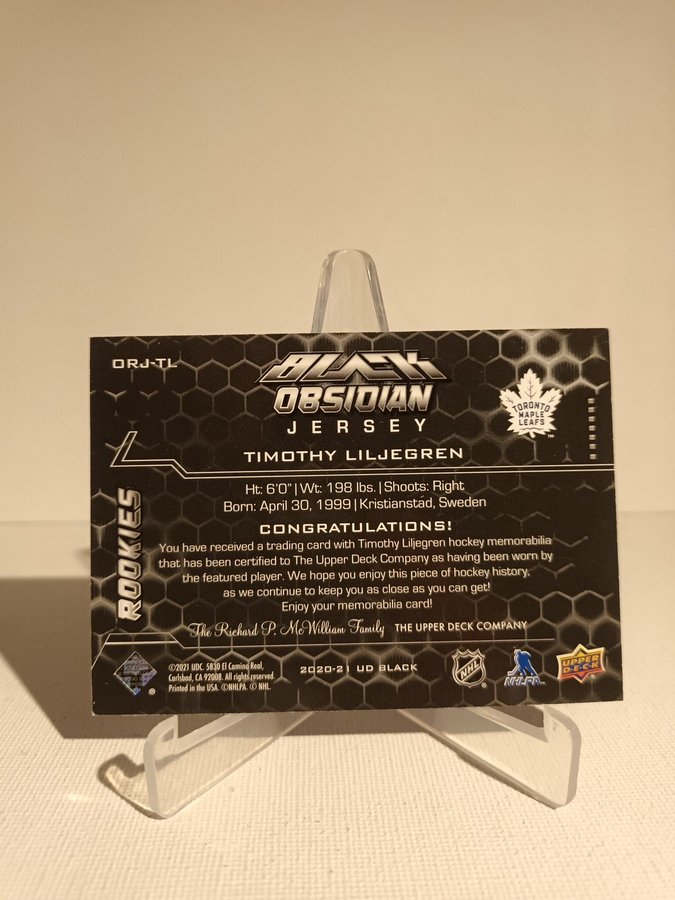 ORJ-TL
BLACK
OBSIDIAN
JERSEY
TORONTO
MAPLE
LEAFS
TIMOTHY LILJEGREN
Ht: 6'0" | Wt: 198 lbs. | Shoots: Right
Born: April 30, 1999 | Kristianstad, Sweden
ROOKIES
CONGRATULATIONS!
You have received a trading card with Timothy Liljegren hockey memorabilia
that has been certified to The Upper Deck Company as having been worn by
the featured player. We hope you enjoy this piece of hockey history,
as we continue to keep you as close as you can get!
Enjoy your memorabilia card!
The Richard P. McWilliam Family THE UPPER DECK COMPANY
©2021 UDC. 5830 El Camino Real,
Carlsbad, CA 92008. All rights reserved.
Printed in the USA. ©NHLPA. © NHL.
2020-21 UD BLACK
NHL
NHLPA
UPPER
DECK